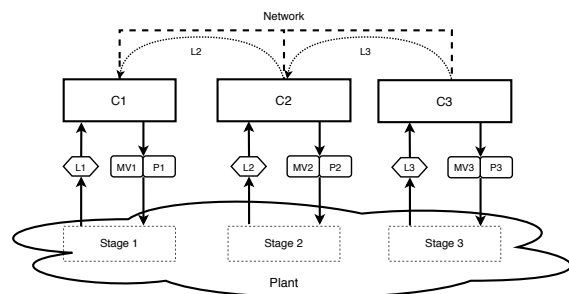 Network
L2 L3
C1 C2 C3
L1 MV1 P1 L2 MV2 P2 L3 MV3 P3
Stage 1 Stage 2 Stage 3
Plant